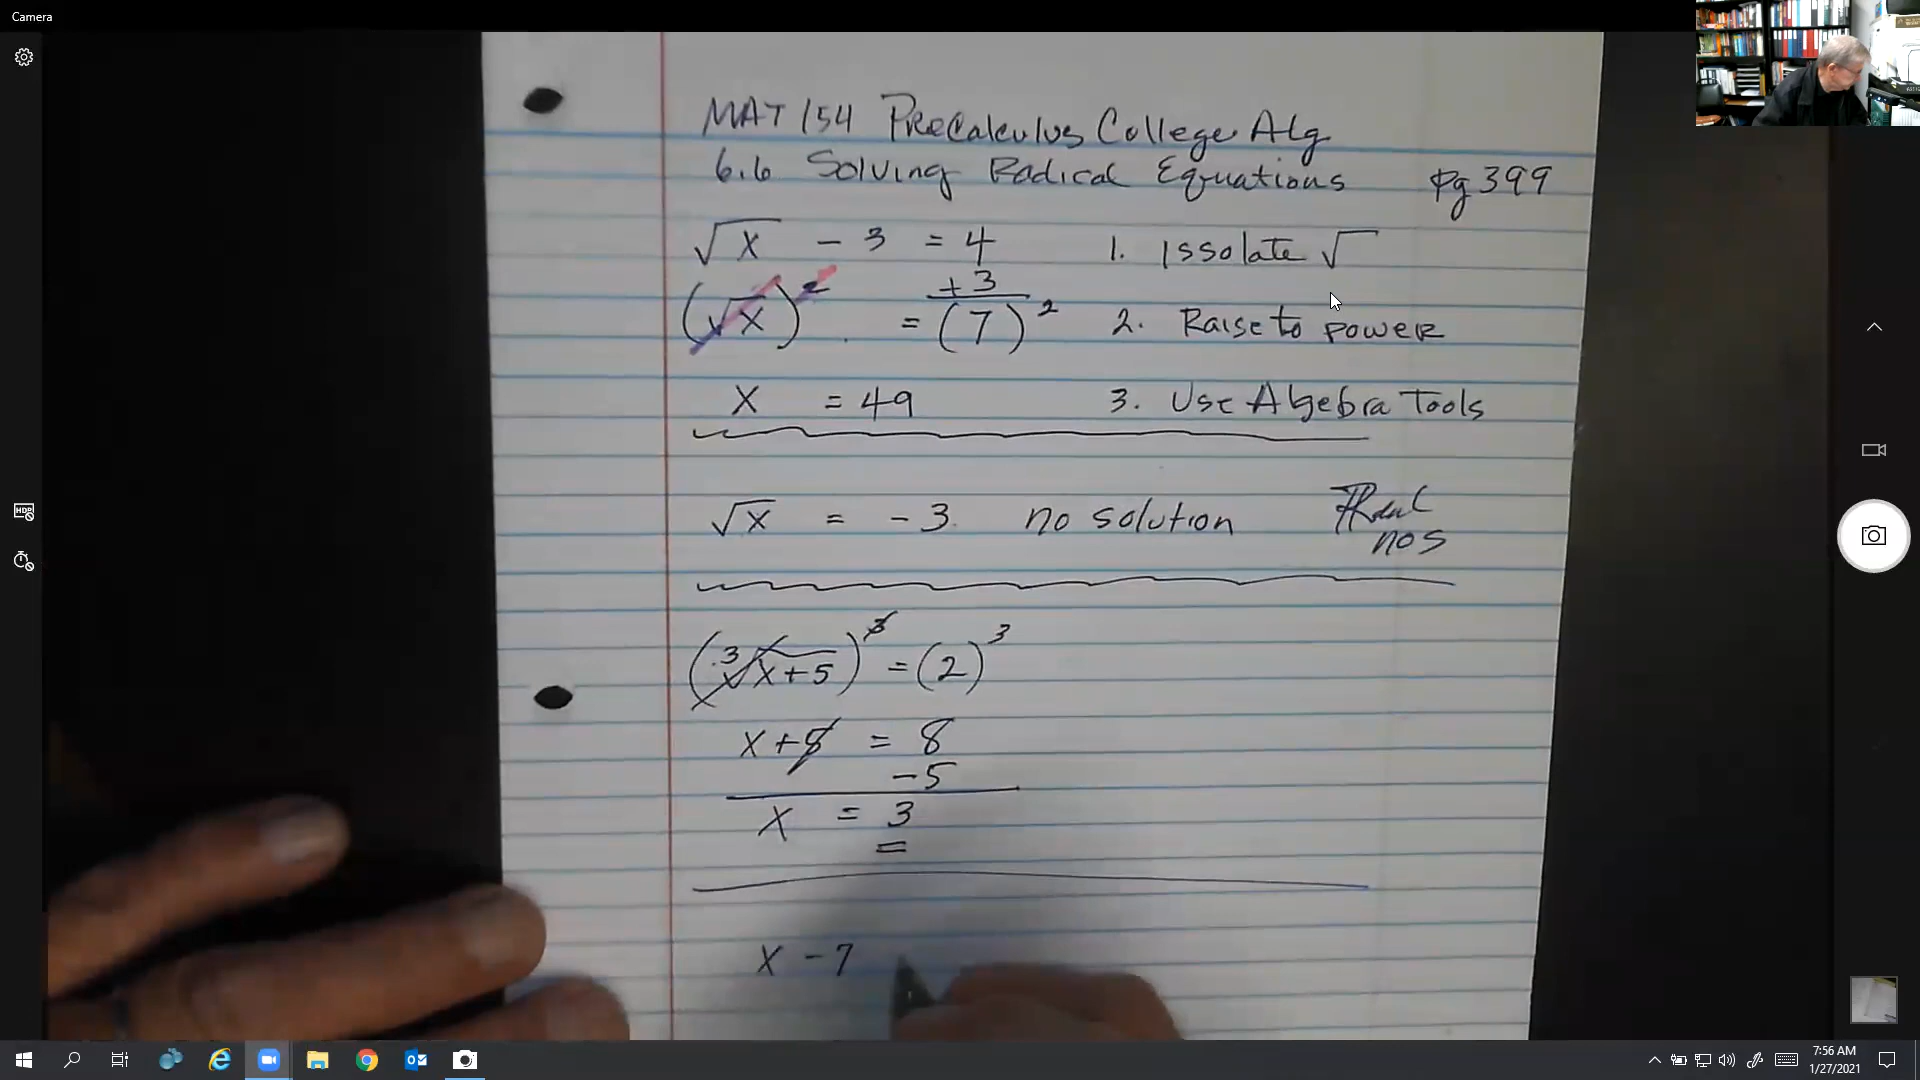 Camera
MAT 154 Precalculus College Alg
6.6 Solving Radical Equations pg 399
√x - 3 = 4 1. Issolate √
+3
(√x)² = (7)² 2. Raise to power
x = 49 3. Use Algebra Tools
√x = -3 no solution Real
nos
(³√x+5)³ = (2)³
x + 5 = 8
-5
x = 3
x - 7
7:56 AM
1/27/2021